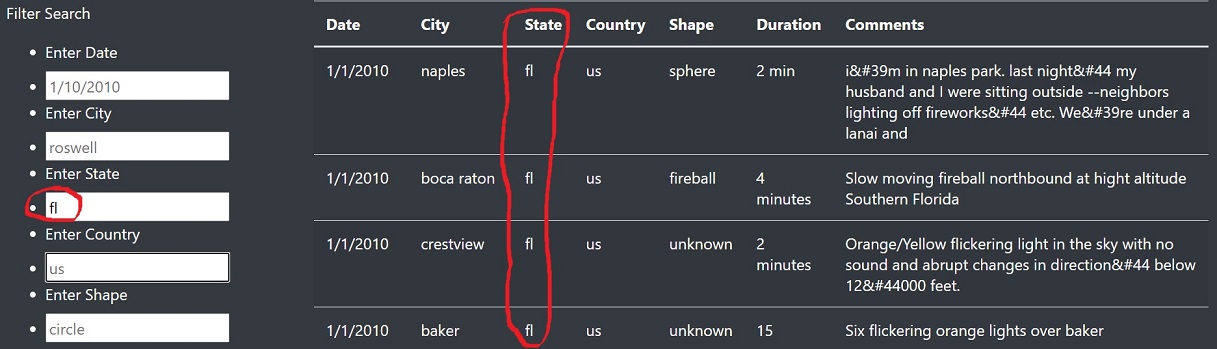 Filter Search
Enter Date
1/10/2010
Enter City
roswell
Enter State
fl
Enter Country
us
Enter Shape
circle
Date City State Country Shape Duration Comments
1/1/2010 naples fl us sphere 2 min i&#39m in naples park. last night&#44 my
husband and I were sitting outside --neighbors
lighting off fireworks&#44 etc. We&#39re under a
lanai and
1/1/2010 boca raton fl us fireball 4 Slow moving fireball northbound at hight altitude
minutes Southern Florida
1/1/2010 crestview fl us unknown 2 Orange/Yellow flickering light in the sky with no
minutes sound and abrupt changes in direction&#44 below
12&#44000 feet.
1/1/2010 baker fl us unknown 15 Six flickering orange lights over baker